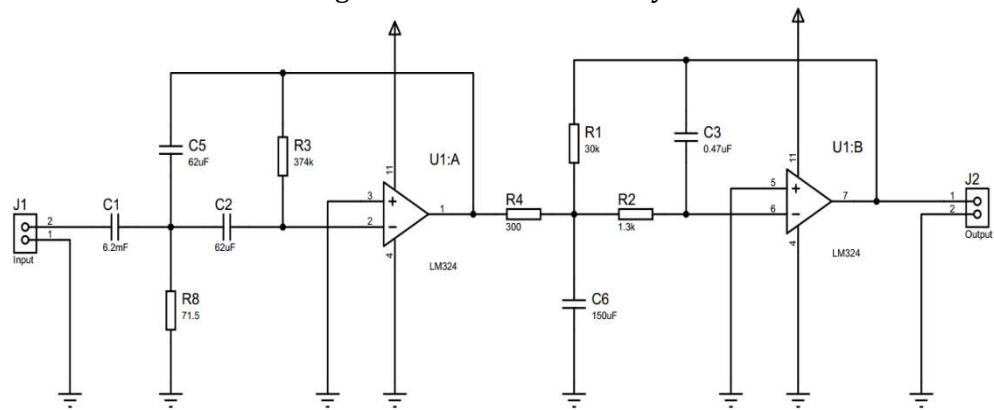 J1
2
1
Input
C1
6.2mF
C5
62uF
R8
71.5
C2
62uF
R3
374k
U1:A
3
2
1
11
4
LM324
R4
300
R1
30k
R2
1.3k
C6
150uF
C3
0.47uF
U1:B
5
6
7
11
4
LM324
J2
1
2
Output